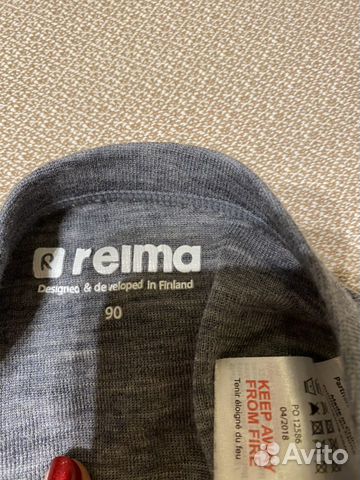 R reima
Designed & developed in Finland
90
KEEP AWAY
FROM FIRE
Tenir éloigné du feu
PO 12586
04/2018
Avito